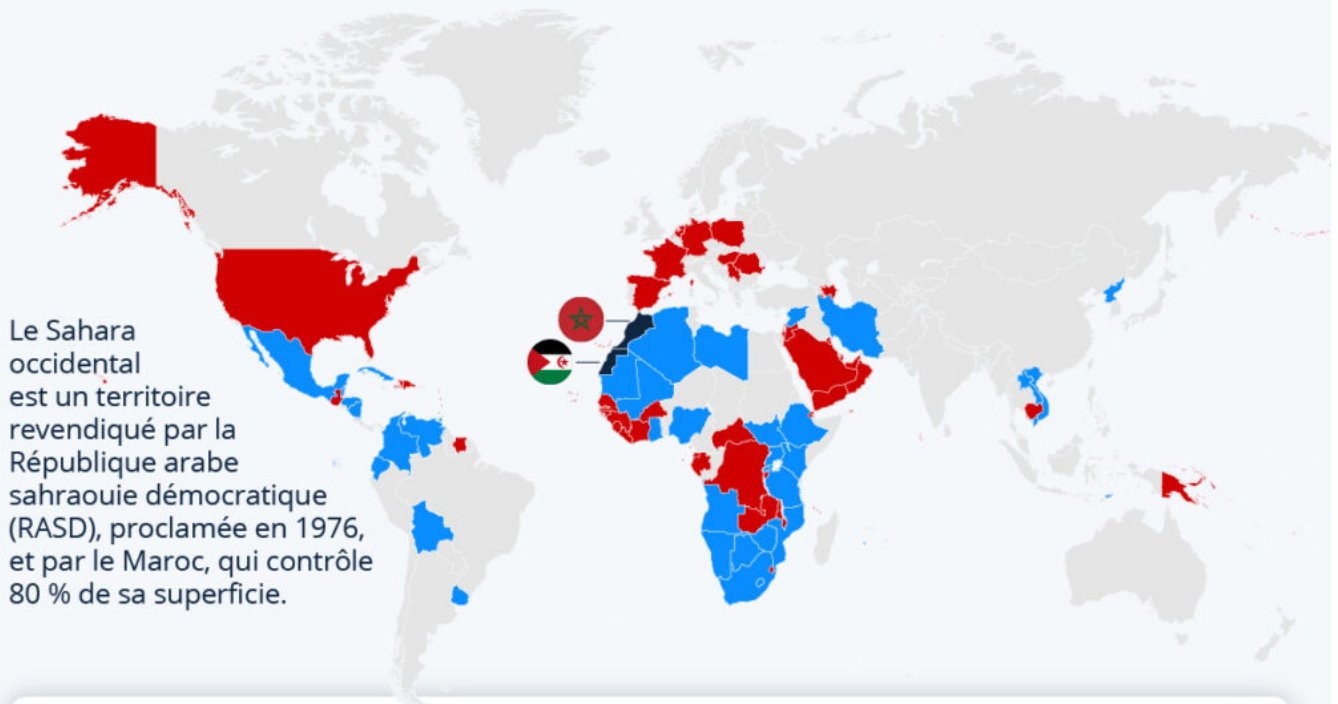 Le Sahara
occidental
est un territoire
revendiqué par la
République arabe
sahraouie démocratique
(RASD), proclamée en 1976,
et par le Maroc, qui contrôle
80 % de sa superficie.